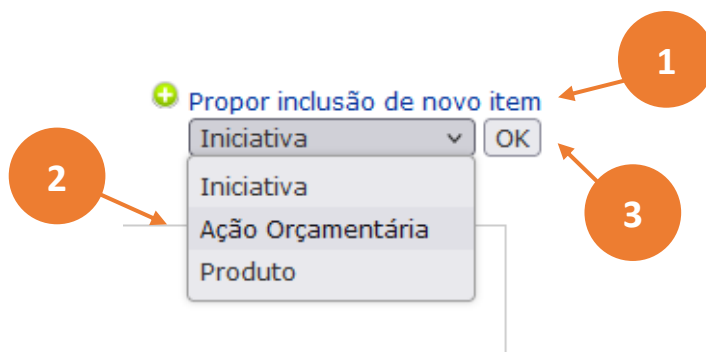 1
Propor inclusão de novo item
Iniciativa OK
2
Iniciativa
Ação Orçamentária
3
Produto